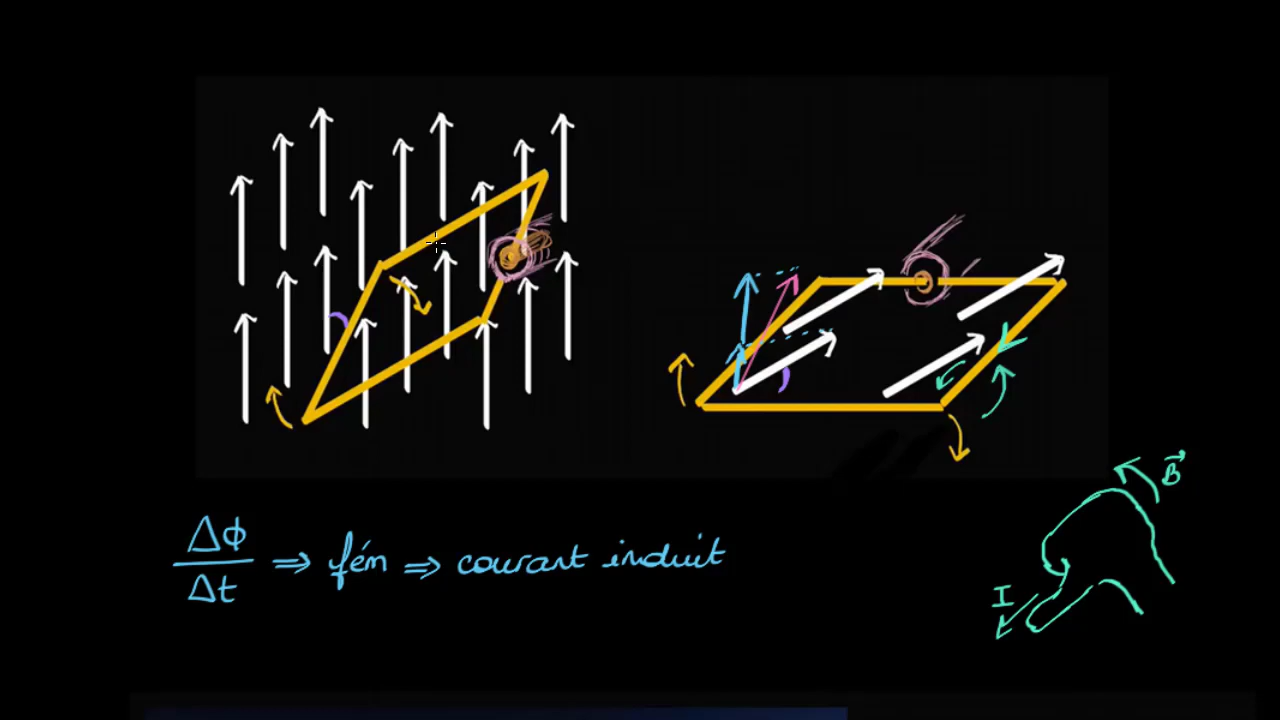 B⃗
ΔΦ/Δt ⇒ fém ⇒ courant induit
I